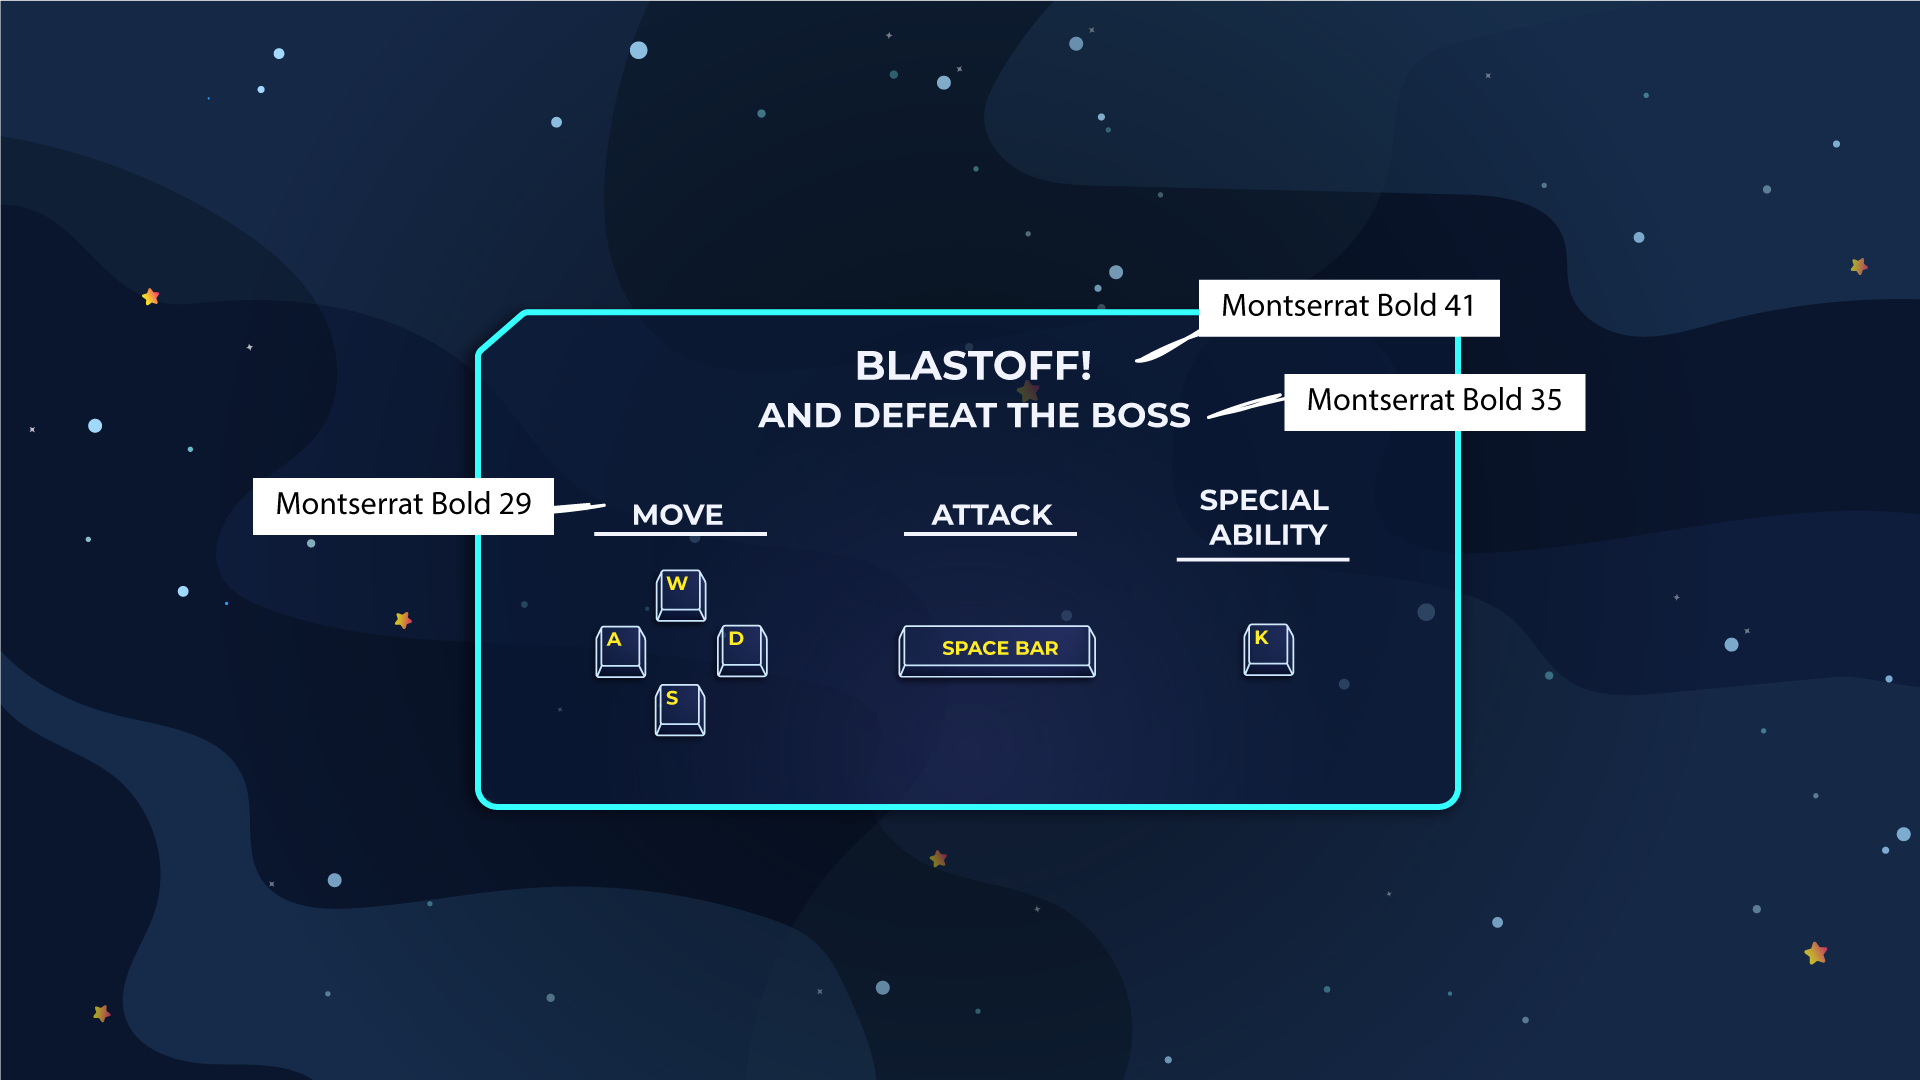 Montserrat Bold 41
BLASTOFF!
Montserrat Bold 35
AND DEFEAT THE BOSS
Montserrat Bold 29
MOVE
ATTACK
SPECIAL
ABILITY
W
A
D
S
SPACE BAR
K